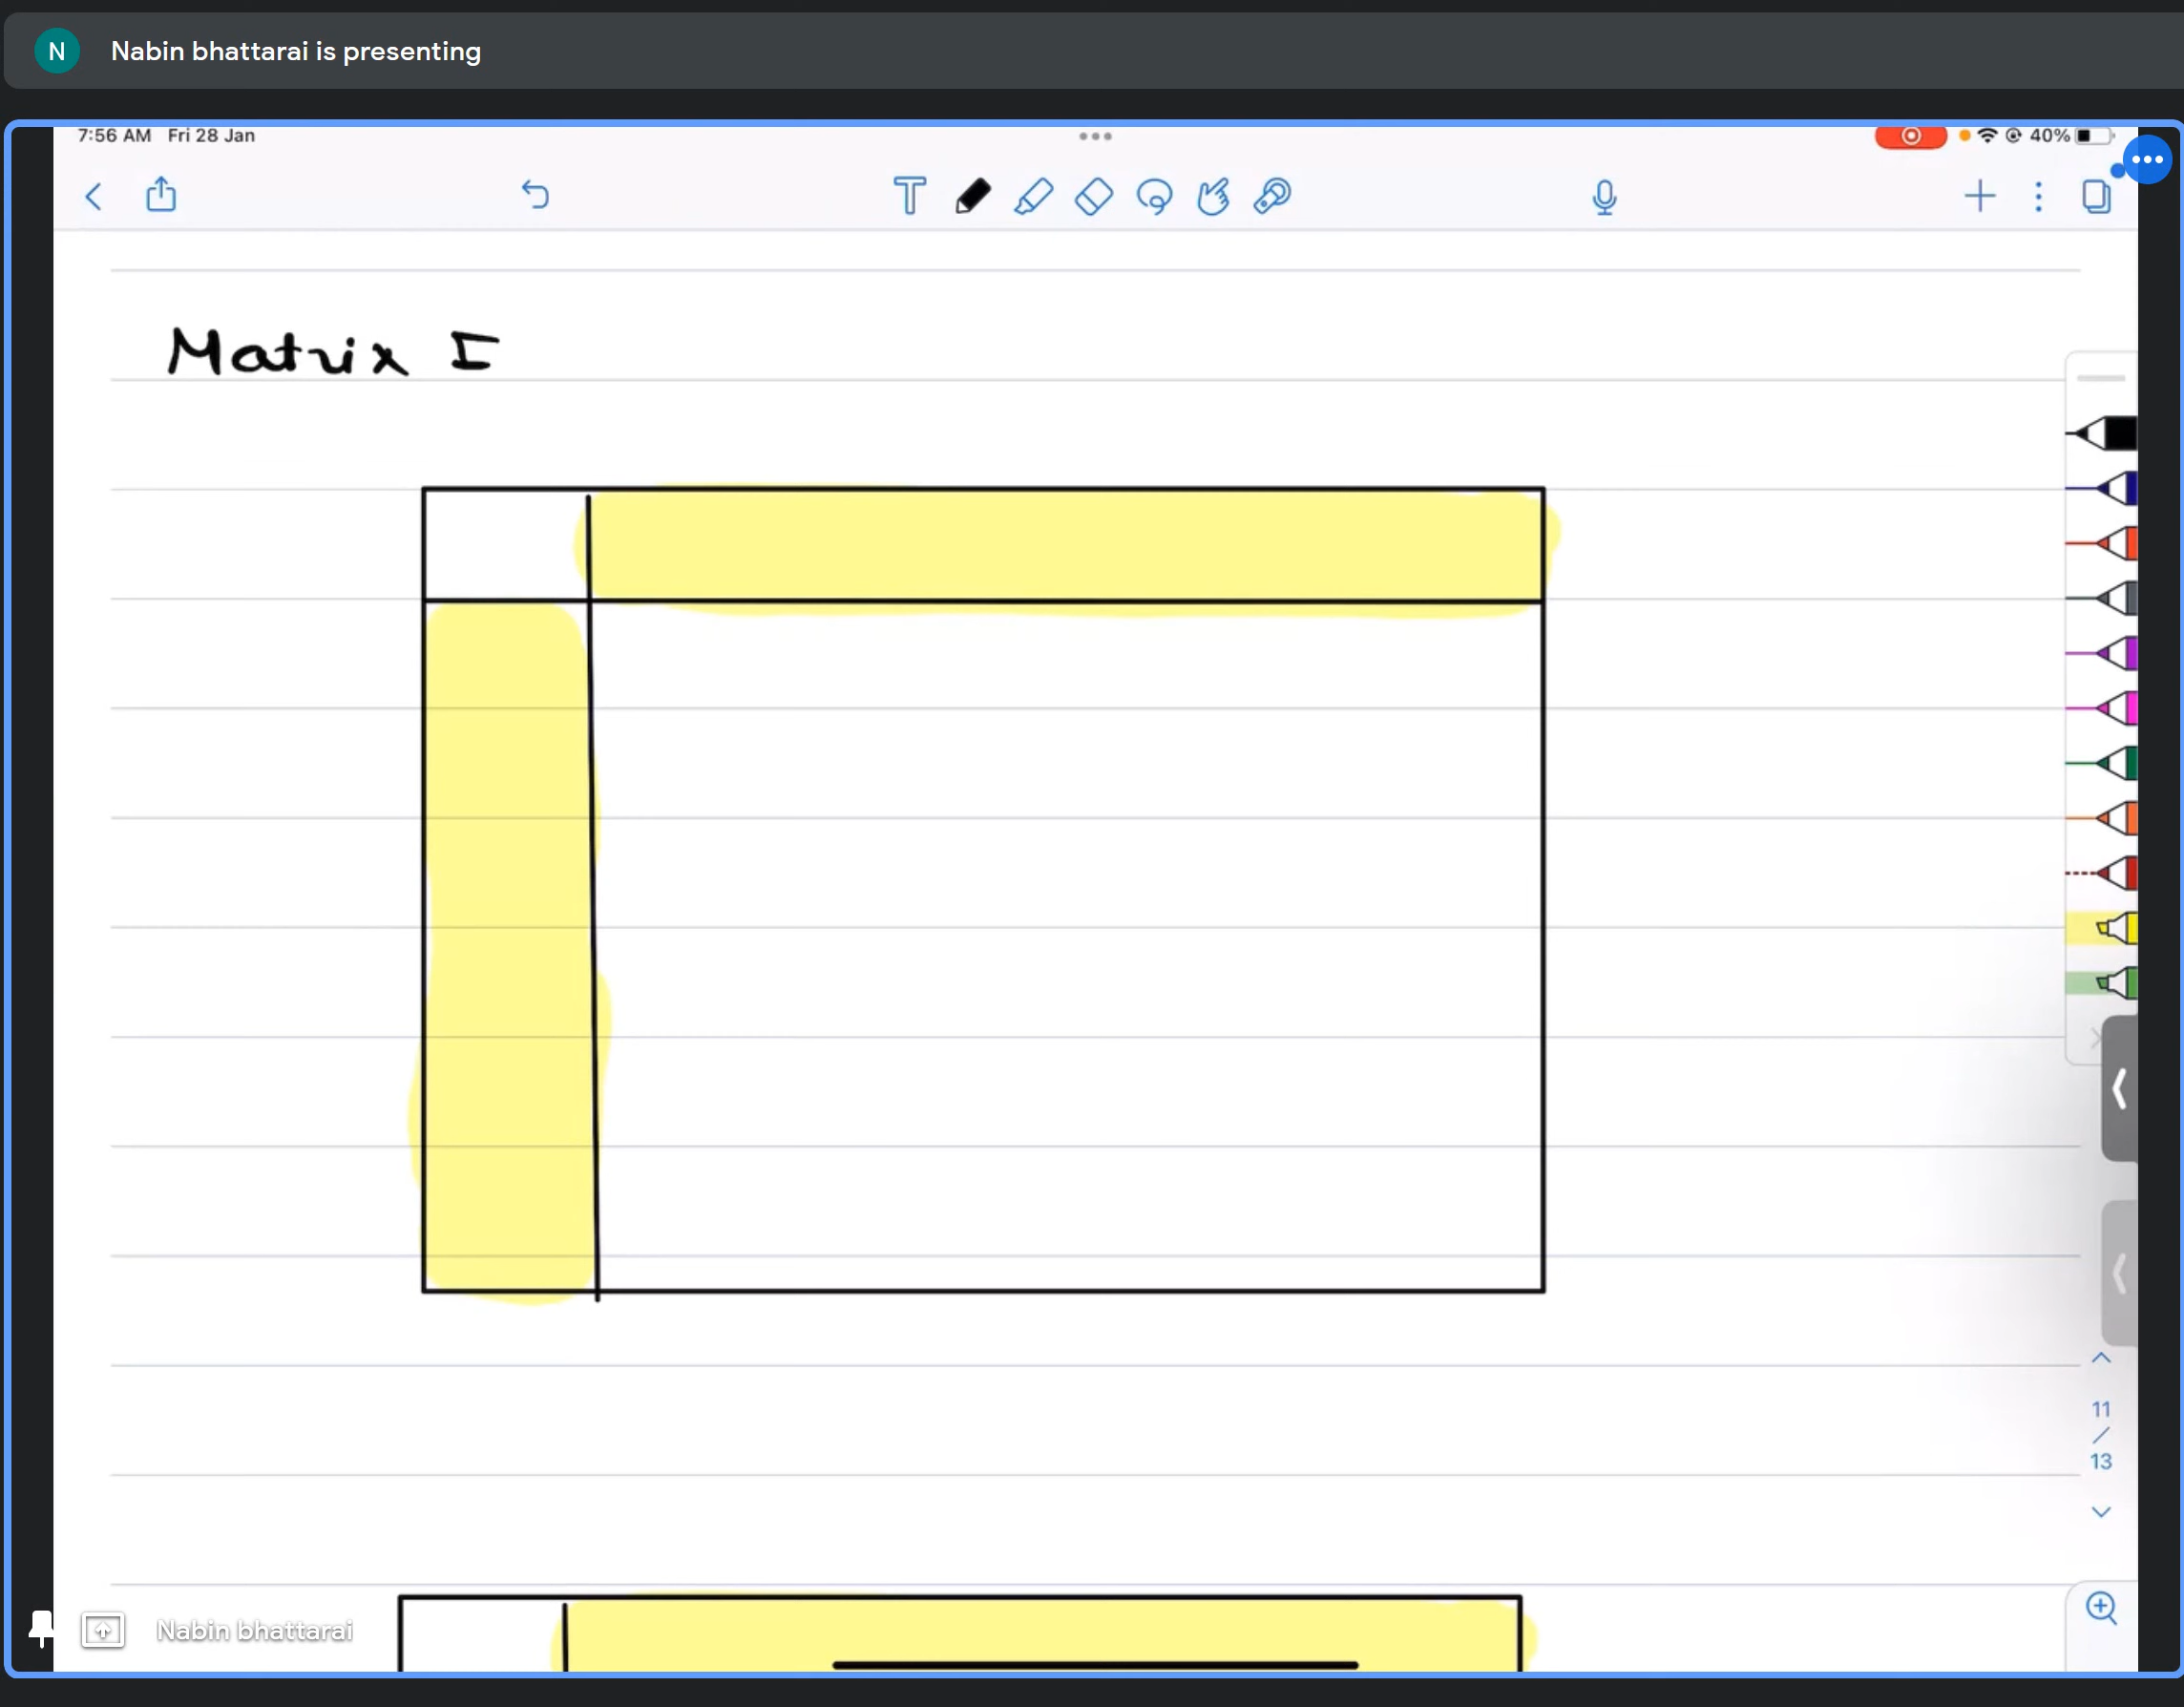 N Nabin bhattarai is presenting
7:56 AM Fri 28 Jan
40%
Matrix I
11
/
13
Nabin bhattarai